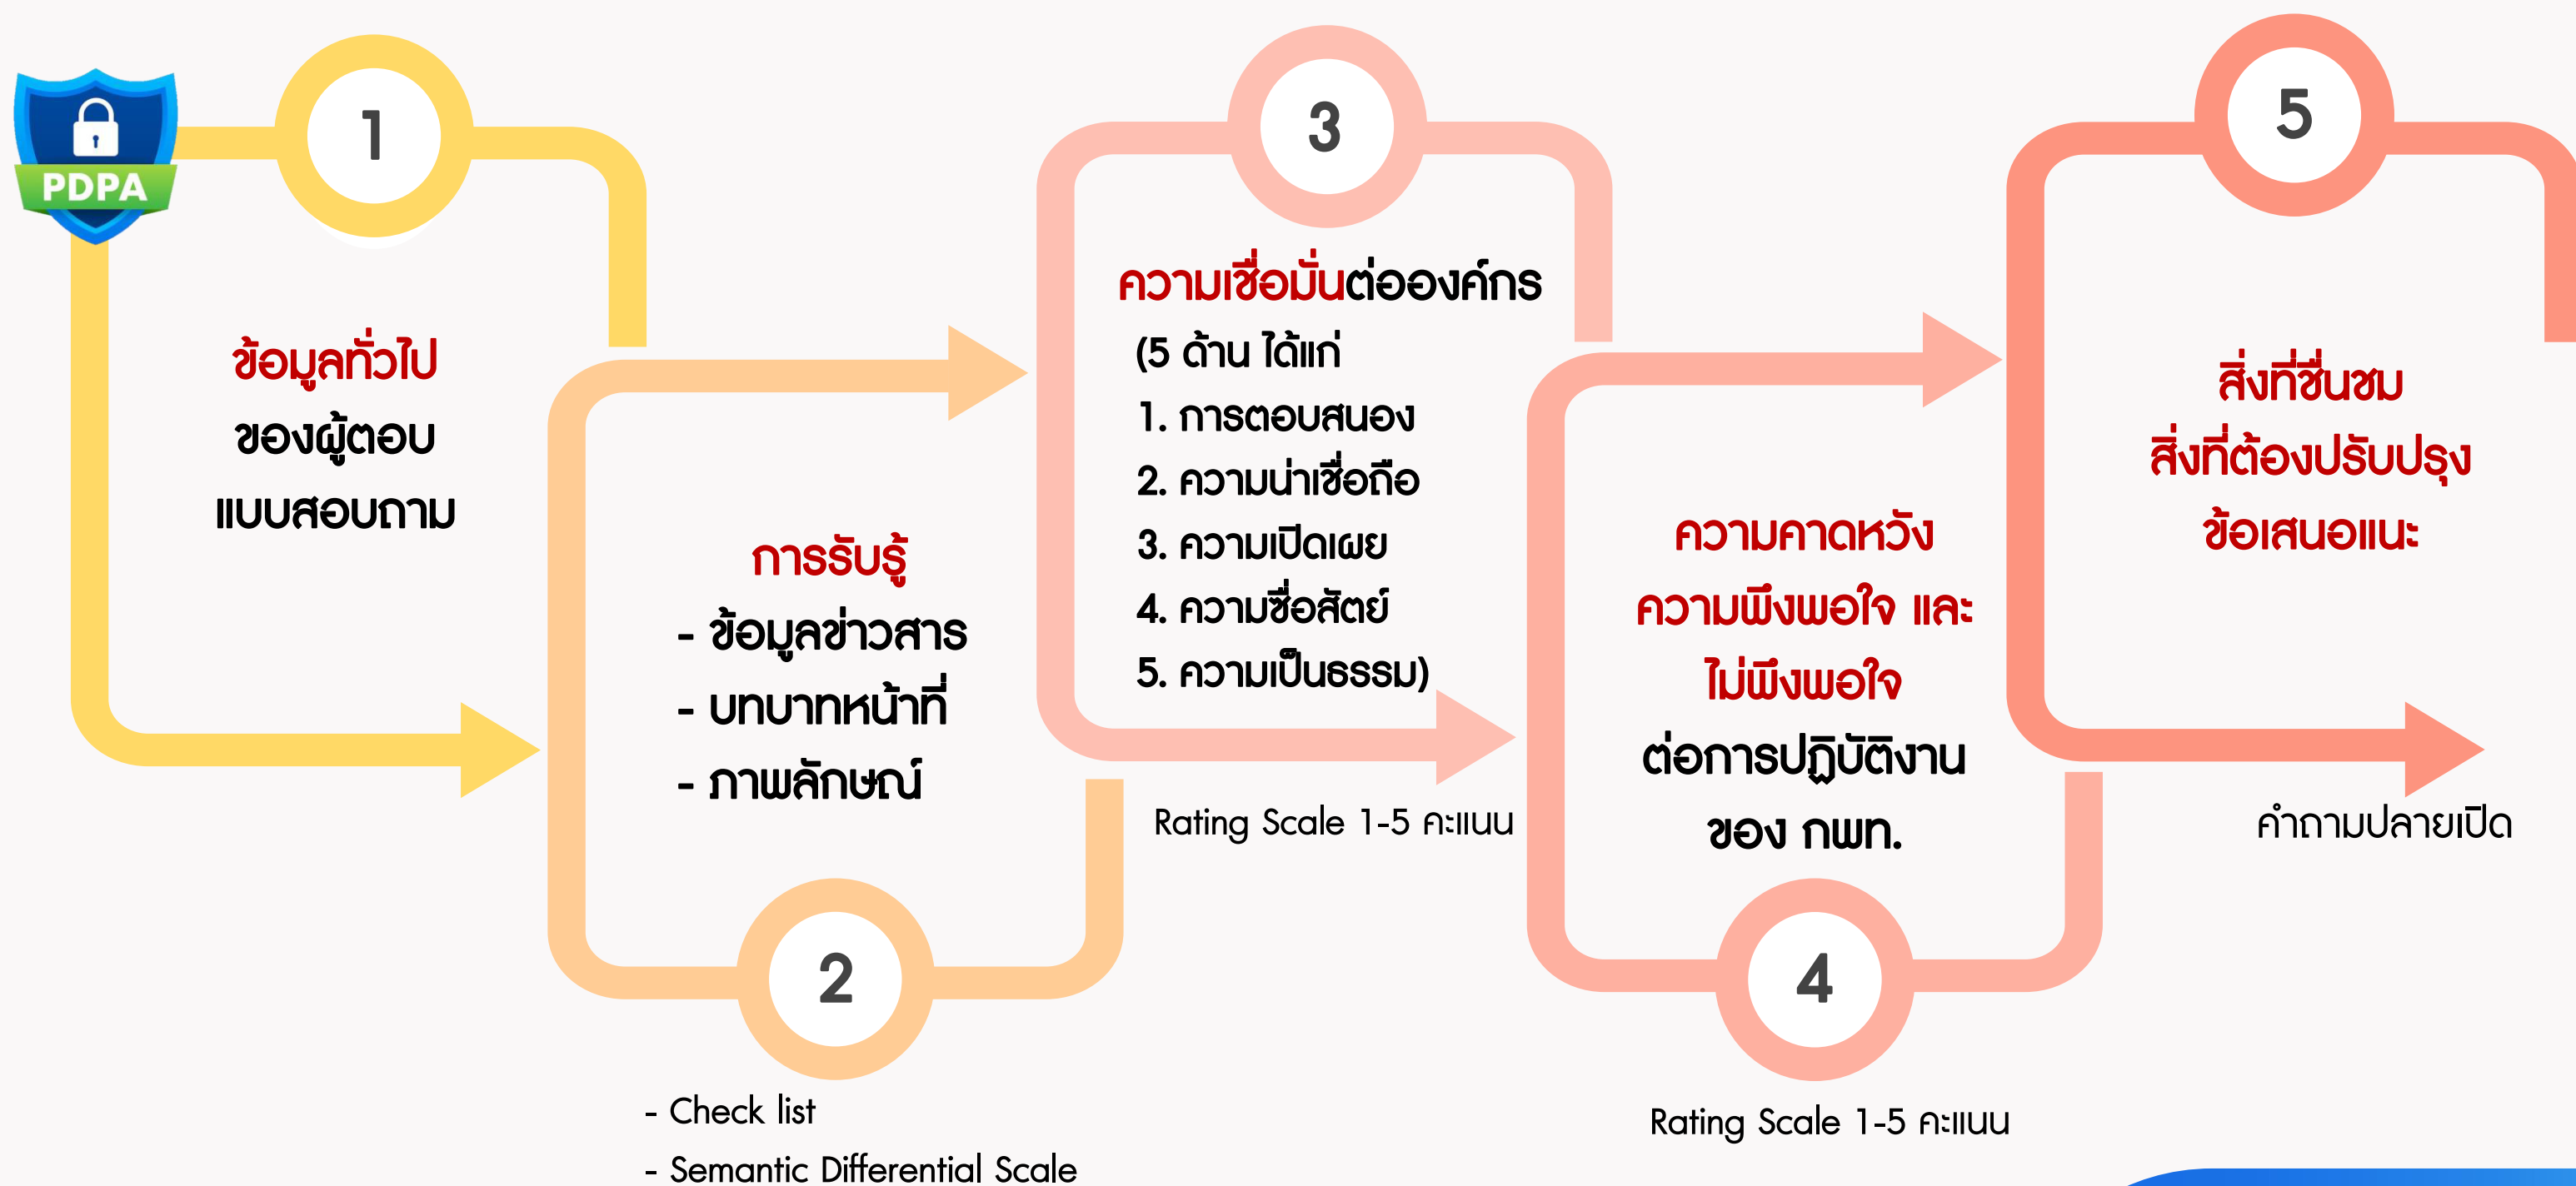 PDPA
1
ข้อมูลทั่วไป
ของผู้ตอบ
แบบสอบถาม
2
การรับรู้
- ข้อมูลข่าวสาร
- บทบาทหน้าที่
- ภาพลักษณ์
- Check list
- Semantic Differential Scale
3
ความเชื่อมั่นต่อองค์กร
(5 ด้าน ได้แก่
1. การตอบสนอง
2. ความน่าเชื่อถือ
3. ความเปิดเผย
4. ความซื่อสัตย์
5. ความเป็นธรรม)
Rating Scale 1-5 คะแนน
4
ความคาดหวัง
ความพึงพอใจ และ
ไม่พึงพอใจ
ต่อการปฏิบัติงาน
ของ กพท.
Rating Scale 1-5 คะแนน
5
สิ่งที่ชื่นชม
สิ่งที่ต้องปรับปรุง
ข้อเสนอแนะ
คำถามปลายเปิด